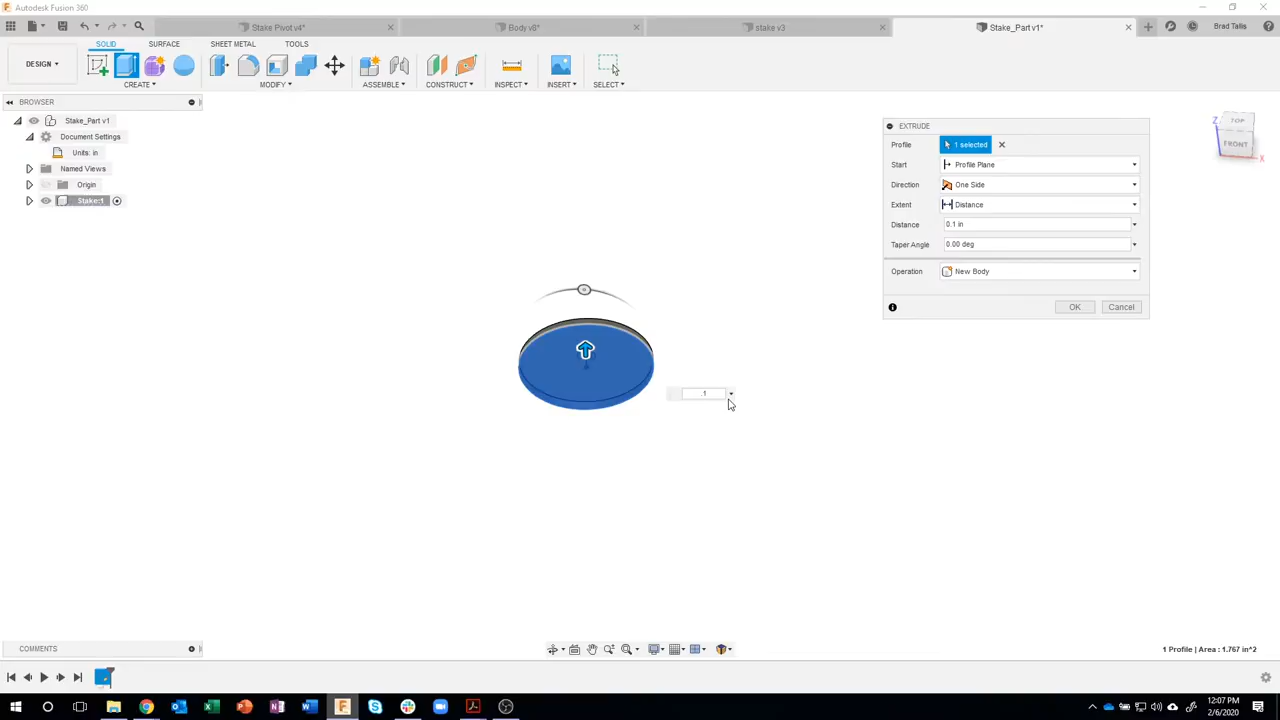 Autodesk Fusion 360
Stake Pivot v4*
Body v8*
stake v3
Stake_Part v1*
Brad Tallis
SOLID
SURFACE
SHEET METAL
TOOLS
DESIGN
CREATE
MODIFY
ASSEMBLE
CONSTRUCT
INSPECT
INSERT
SELECT
BROWSER
Stake_Part v1
Document Settings
Units: in
Named Views
Origin
Stake:1
EXTRUDE
Profile
1 selected
Start
Profile Plane
Direction
One Side
Extent
Distance
Distance
0.1 in
Taper Angle
0.00 deg
Operation
New Body
OK
Cancel
TOP
FRONT
Z
X
.1
COMMENTS
1 Profile | Area : 1.767 in^2
12:07 PM
2/6/2020